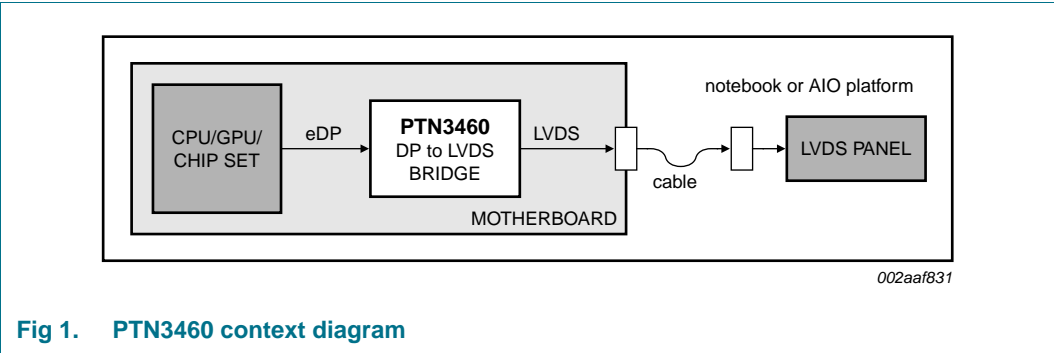 notebook or AIO platform
CPU/GPU/
CHIP SET
eDP
PTN3460
DP to LVDS
BRIDGE
LVDS
cable
LVDS PANEL
MOTHERBOARD
002aaf831
Fig 1. PTN3460 context diagram